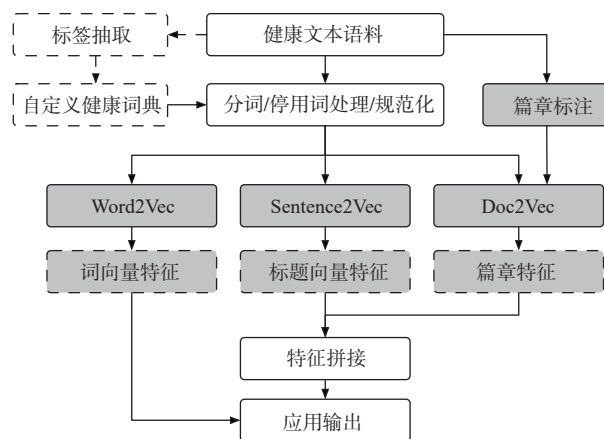 标签抽取
健康文本语料
自定义健康词典
分词/停用词处理/规范化
篇章标注
Word2Vec
Sentence2Vec
Doc2Vec
词向量特征
标题向量特征
篇章特征
特征拼接
应用输出